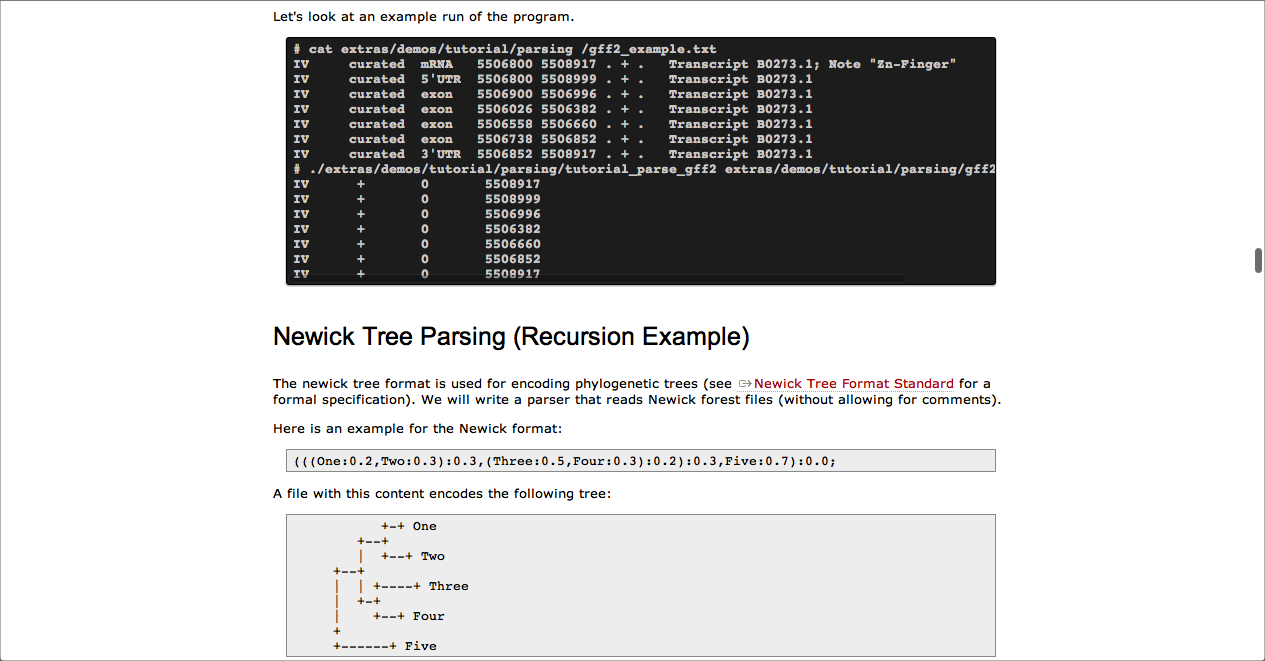 Let's look at an example run of the program.
# cat extras/demos/tutorial/parsing /gff2_example.txt
IV     curated  mRNA   5506800 5508917 . + .   Transcript B0273.1; Note "Zn-Finger"
IV     curated  5'UTR  5506800 5508999 . + .   Transcript B0273.1
IV     curated  exon   5506900 5506996 . + .   Transcript B0273.1
IV     curated  exon   5506026 5506382 . + .   Transcript B0273.1
IV     curated  exon   5506558 5506660 . + .   Transcript B0273.1
IV     curated  exon   5506738 5506852 . + .   Transcript B0273.1
IV     curated  3'UTR  5506852 5508917 . + .   Transcript B0273.1
# ./extras/demos/tutorial/parsing/tutorial_parse_gff2 extras/demos/tutorial/parsing/gff2
IV      +       0       5508917
IV      +       0       5508999
IV      +       0       5506996
IV      +       0       5506382
IV      +       0       5506660
IV      +       0       5506852
IV      +       0       5508917
Newick Tree Parsing (Recursion Example)
The newick tree format is used for encoding phylogenetic trees (see Newick Tree Format Standard for a
formal specification). We will write a parser that reads Newick forest files (without allowing for comments).
Here is an example for the Newick format:
(((One:0.2,Two:0.3):0.3,(Three:0.5,Four:0.3):0.2):0.3,Five:0.7):0.0;
A file with this content encodes the following tree:
           +-+ One
        +--+
        |  +--+ Two
     +--+
     |  | +----+ Three
     |  +-+
     |    +--+ Four
     +
     +------+ Five